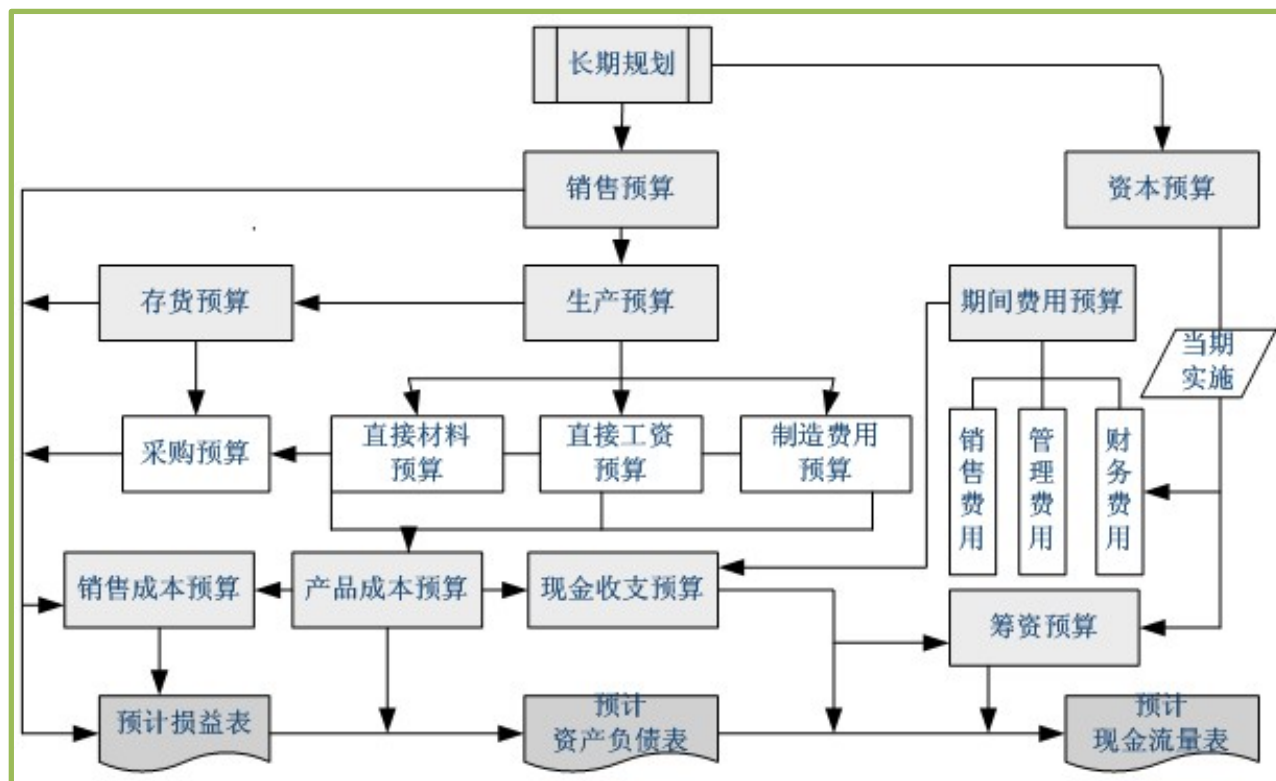 长期规划
销售预算
资本预算
存货预算
生产预算
期间费用预算
当期
实施
采购预算
直接材料
预算
直接工资
预算
制造费用
预算
销售费用
管理费用
财务费用
销售成本预算
产品成本预算
现金收支预算
筹资预算
预计损益表
预计
资产负债表
预计
现金流量表